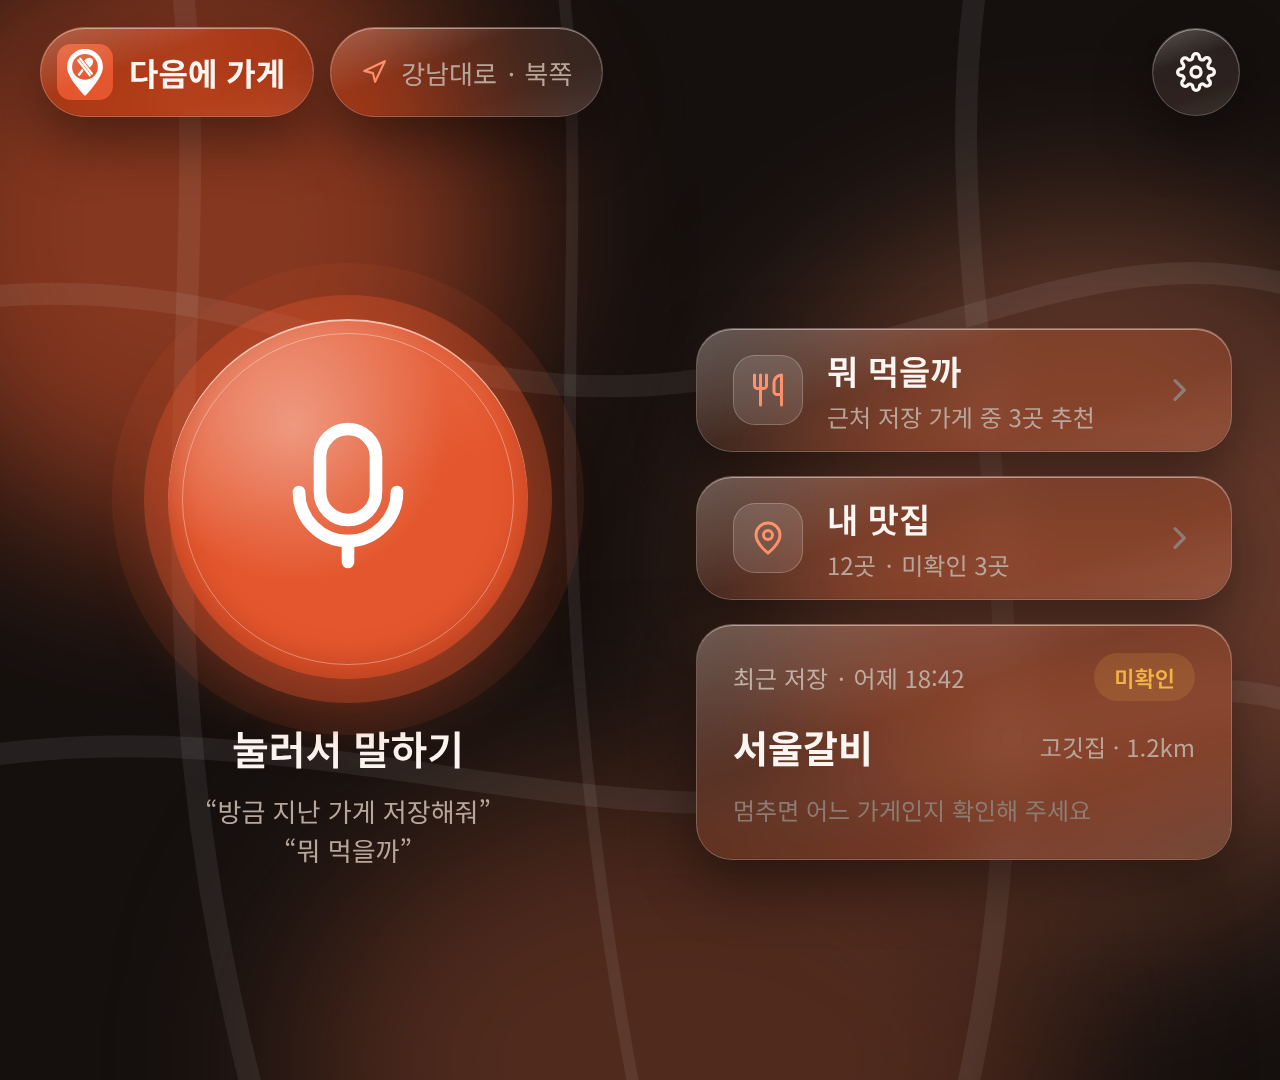 다음에 가게
강남대로 · 북쪽
뭐 먹을까
근처 저장 가게 중 3곳 추천
내 맛집
12곳 · 미확인 3곳
최근 저장 · 어제 18:42
미확인
서울갈비
고깃집 · 1.2km
멈추면 어느 가게인지 확인해 주세요
눌러서 말하기
“방금 지난 가게 저장해줘”
“뭐 먹을까”